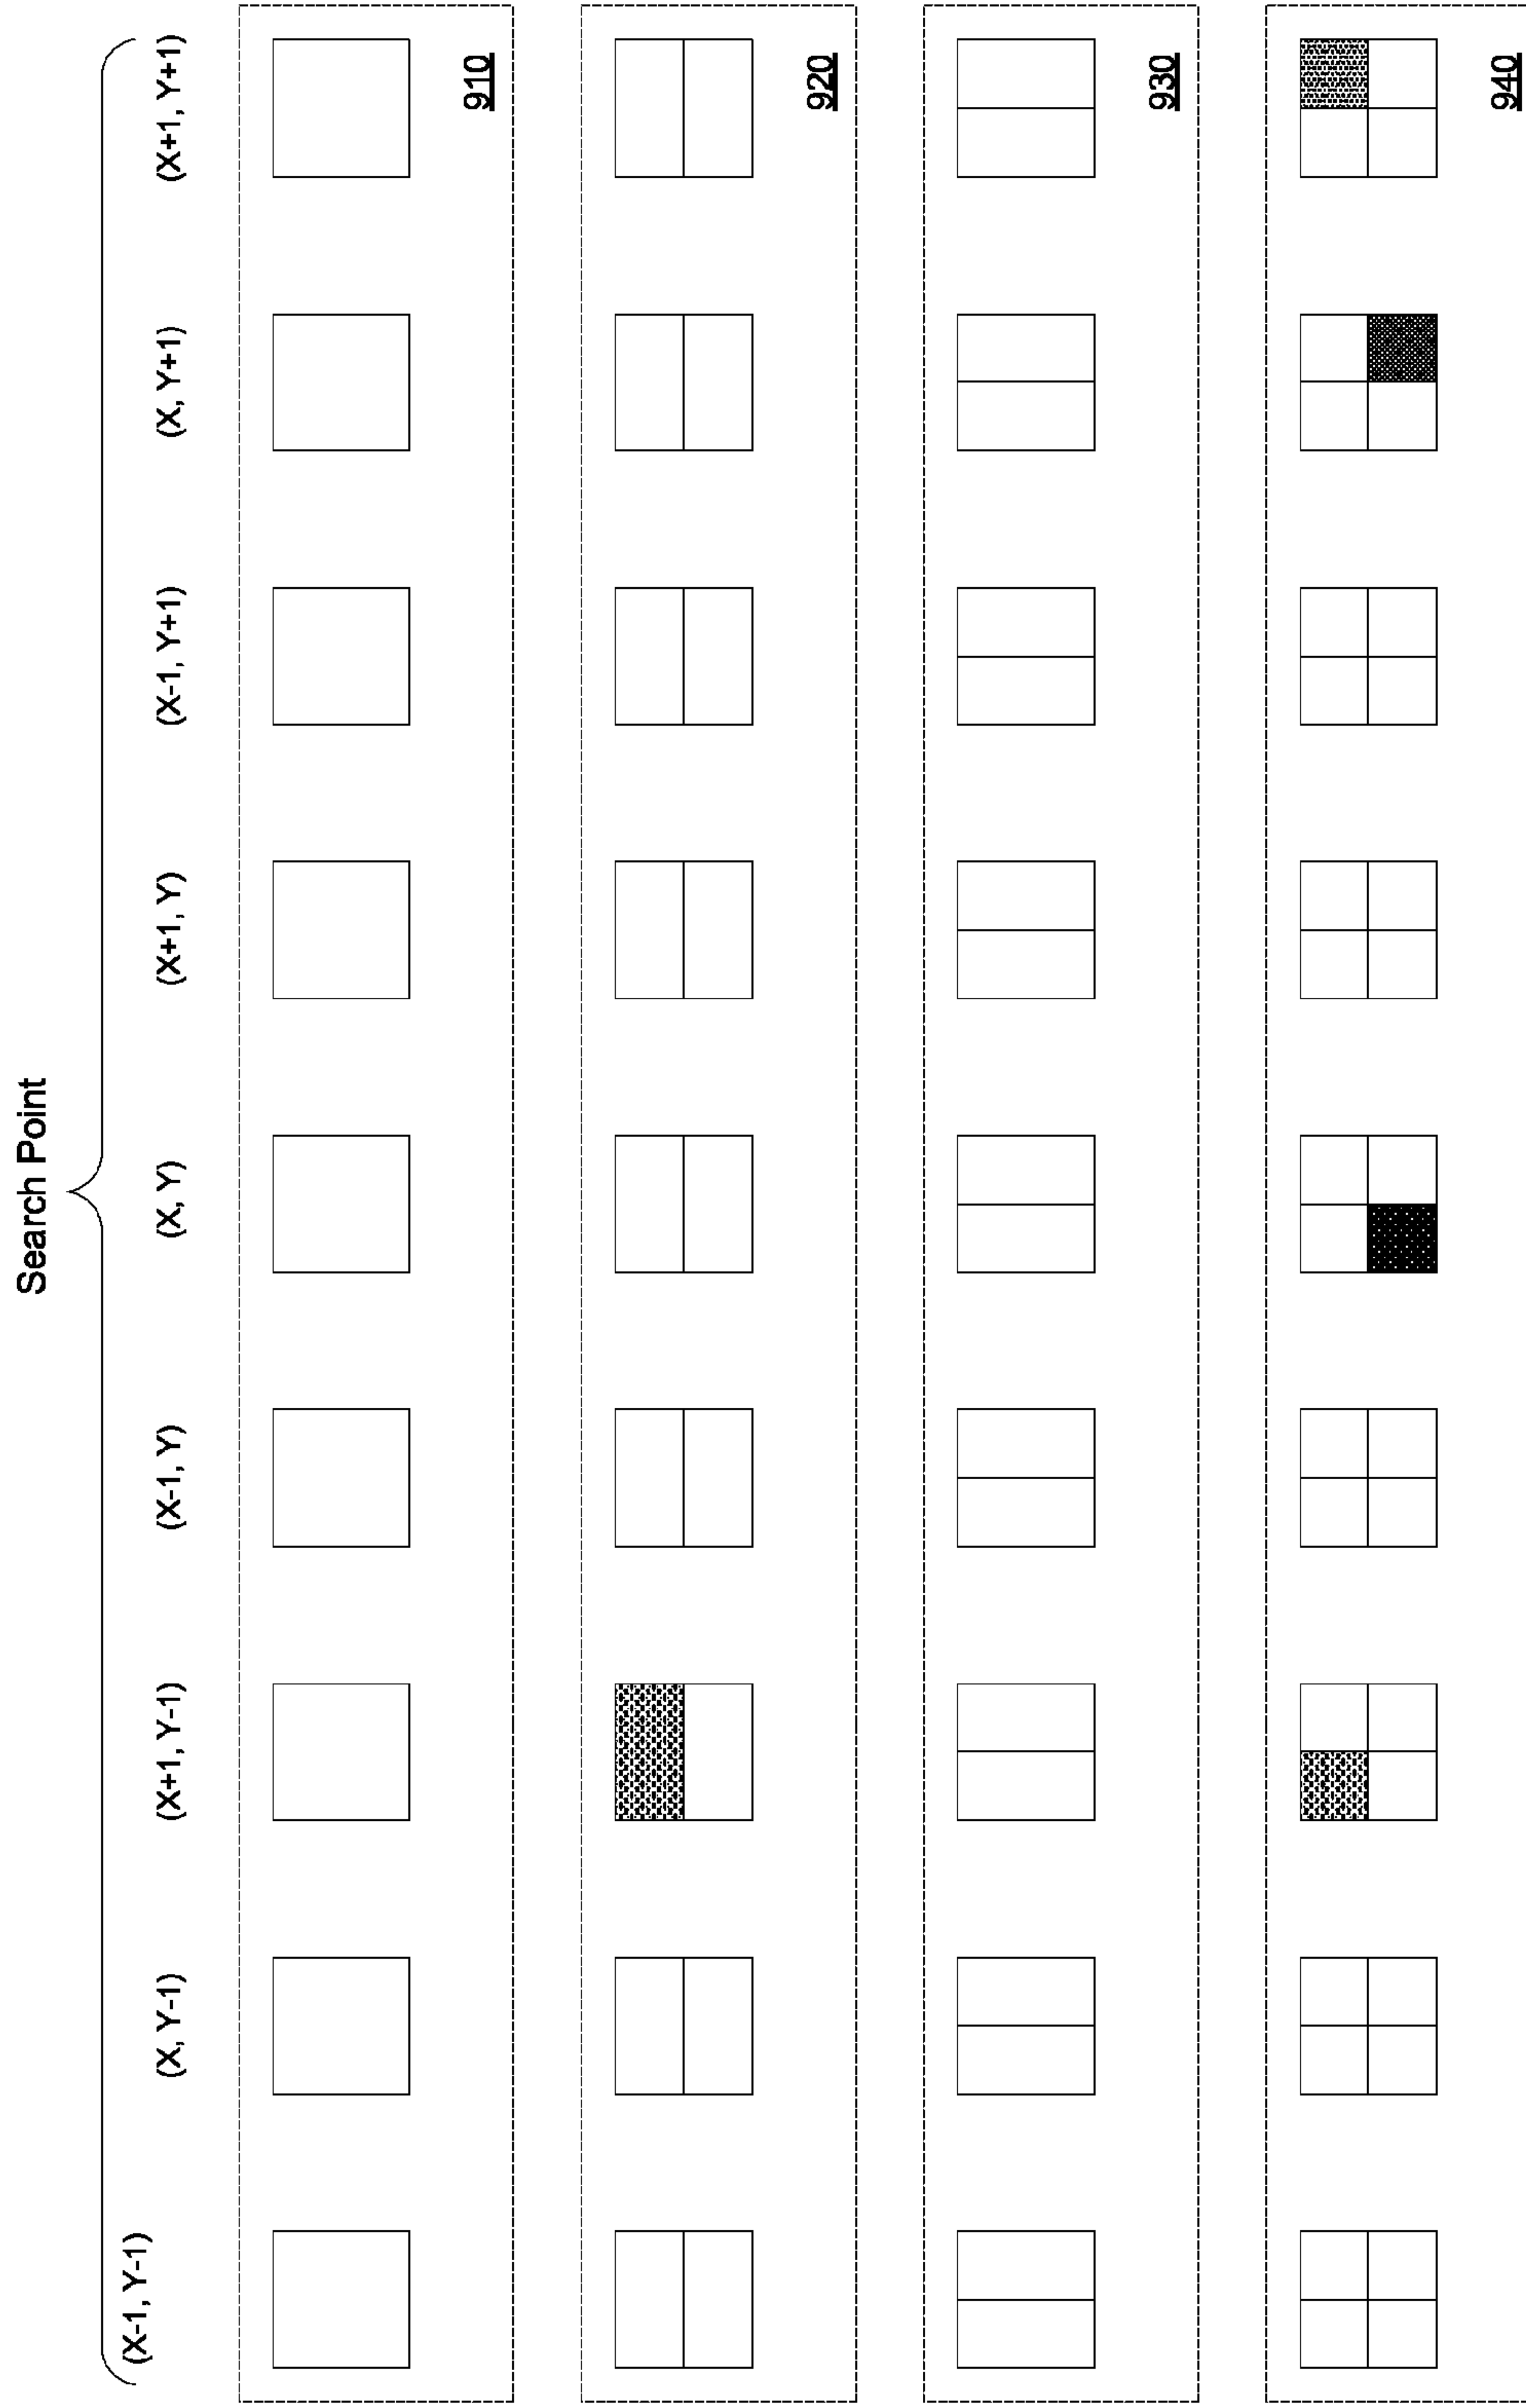 Search Point
(X-1, Y-1)
(X, Y-1)
(X+1, Y-1)
(X-1, Y)
(X, Y)
(X+1, Y)
(X-1, Y+1)
(X, Y+1)
(X+1, Y+1)
910
920
930
940